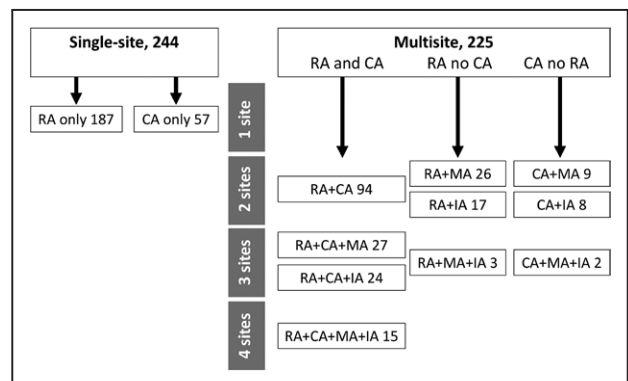 Single-site, 244
RA only 187
CA only 57
Multisite, 225
RA and CA
RA no CA
CA no RA
1 site
2 sites
RA+CA 94
RA+MA 26
RA+IA 17
CA+MA 9
CA+IA 8
3 sites
RA+CA+MA 27
RA+CA+IA 24
RA+MA+IA 3
CA+MA+IA 2
4 sites
RA+CA+MA+IA 15